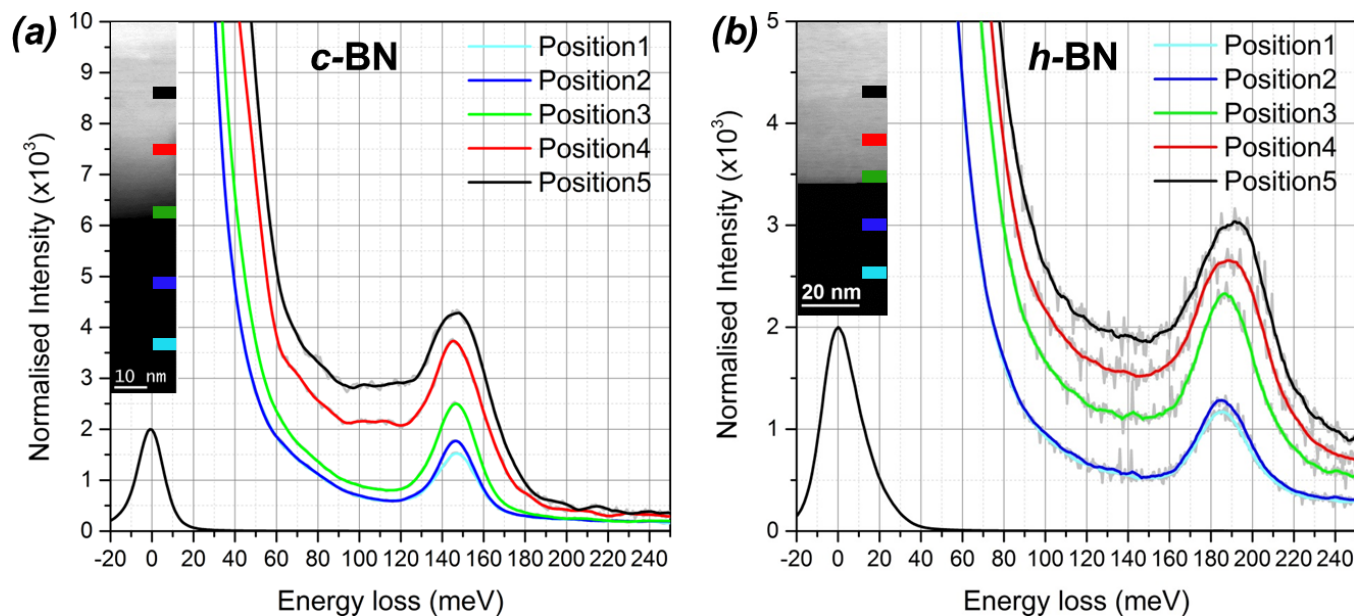 (a)
c-BN
Position1
Position2
Position3
Position4
Position5
10 nm
10
9
8
7
6
5
4
3
2
1
0
-20 0 20 40 60 80 100 120 140 160 180 200 220 240
Normalised Intensity (x10³)
Energy loss (meV)
(b)
h-BN
Position1
Position2
Position3
Position4
Position5
20 nm
5
4
3
2
1
0
-20 0 20 40 60 80 100 120 140 160 180 200 220 240
Normalised Intensity (x10³)
Energy loss (meV)